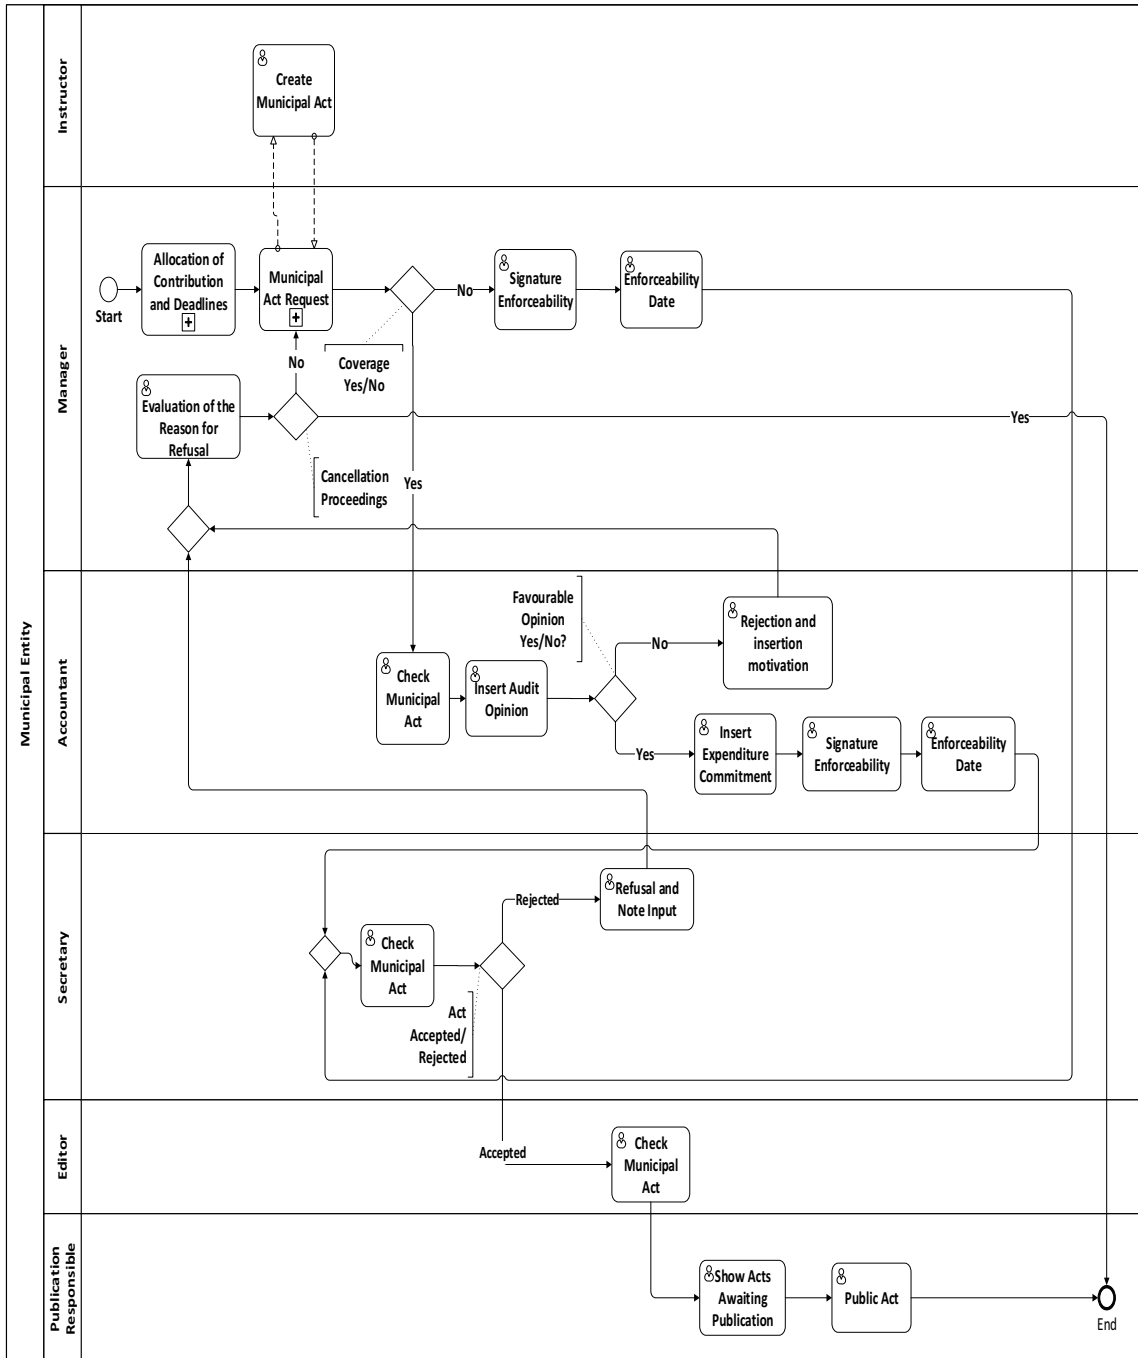 Municipal Entity
Instructor
Create
Municipal Act
Manager
Start
Allocation of
Contribution
and Deadlines
Municipal
Act Request
Coverage
Yes/No
No
Signature
Enforceability
Enforceability
Date
No
Evaluation of the
Reason for
Refusal
Cancellation
Proceedings
Yes
Yes
Accountant
Check
Municipal
Act
Insert Audit
Opinion
Favourable
Opinion
Yes/No?
No
Rejection and
insertion
motivation
Yes
Insert
Expenditure
Commitment
Signature
Enforceability
Enforceability
Date
Secretary
Check
Municipal
Act
Act
Accepted/
Rejected
Rejected
Refusal and
Note Input
Editor
Accepted
Check
Municipal
Act
Publication
Responsible
Show Acts
Awaiting
Publication
Public Act
End